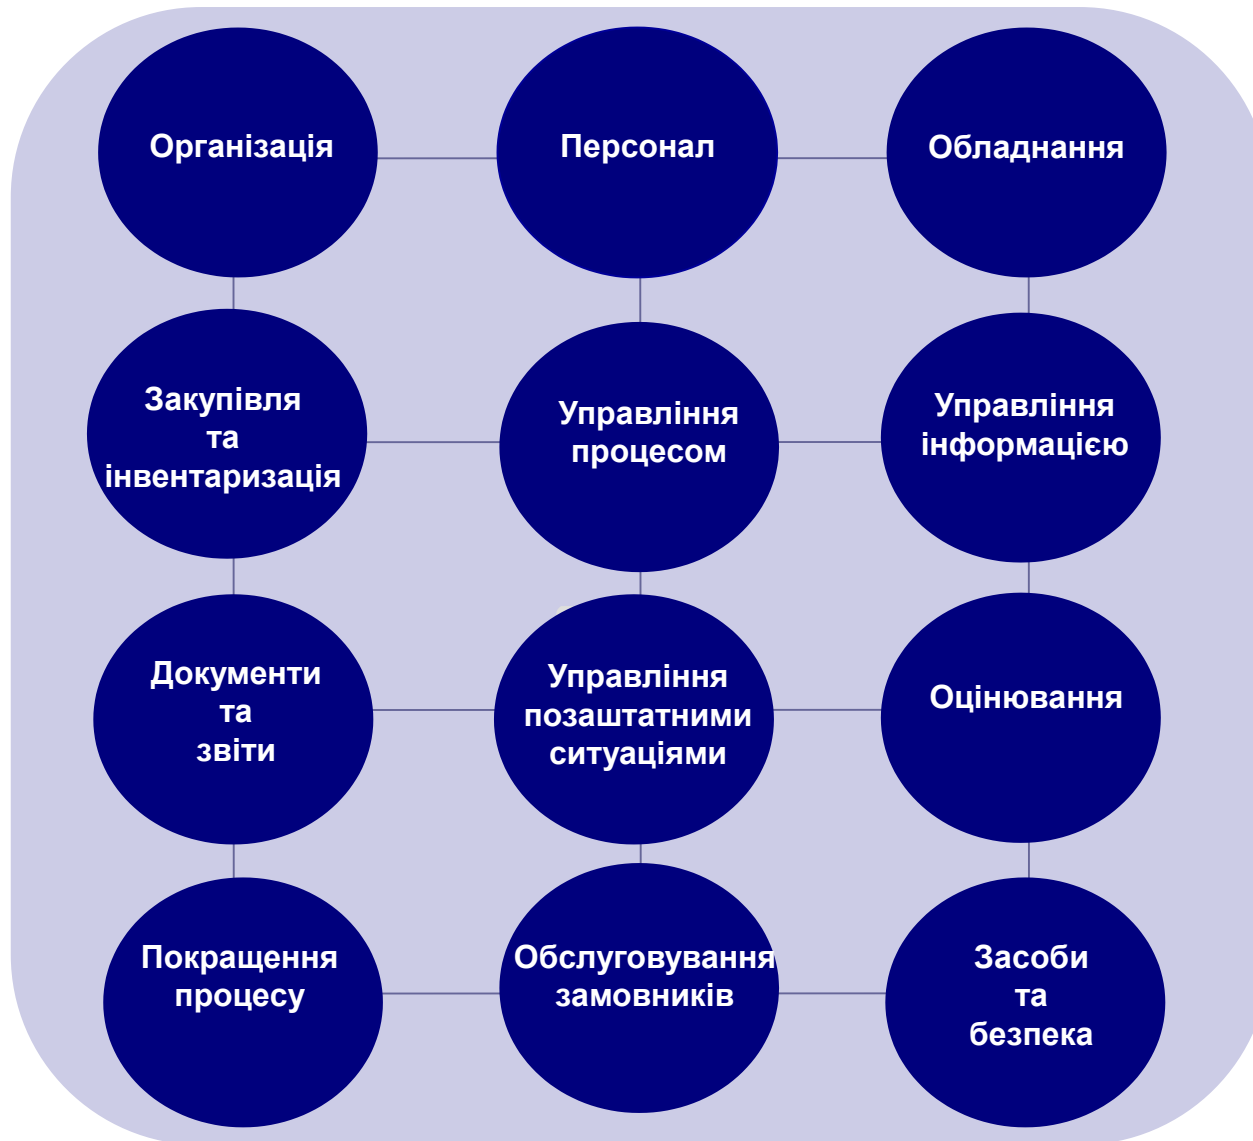 Організація
Персонал
Обладнання
Закупівля
та
інвентаризація
Управління
процесом
Управління
інформацією
Документи
та
звіти
Управління
позаштатними
ситуаціями
Оцінювання
Покращення
процесу
Обслуговування
замовників
Засоби
та
безпека